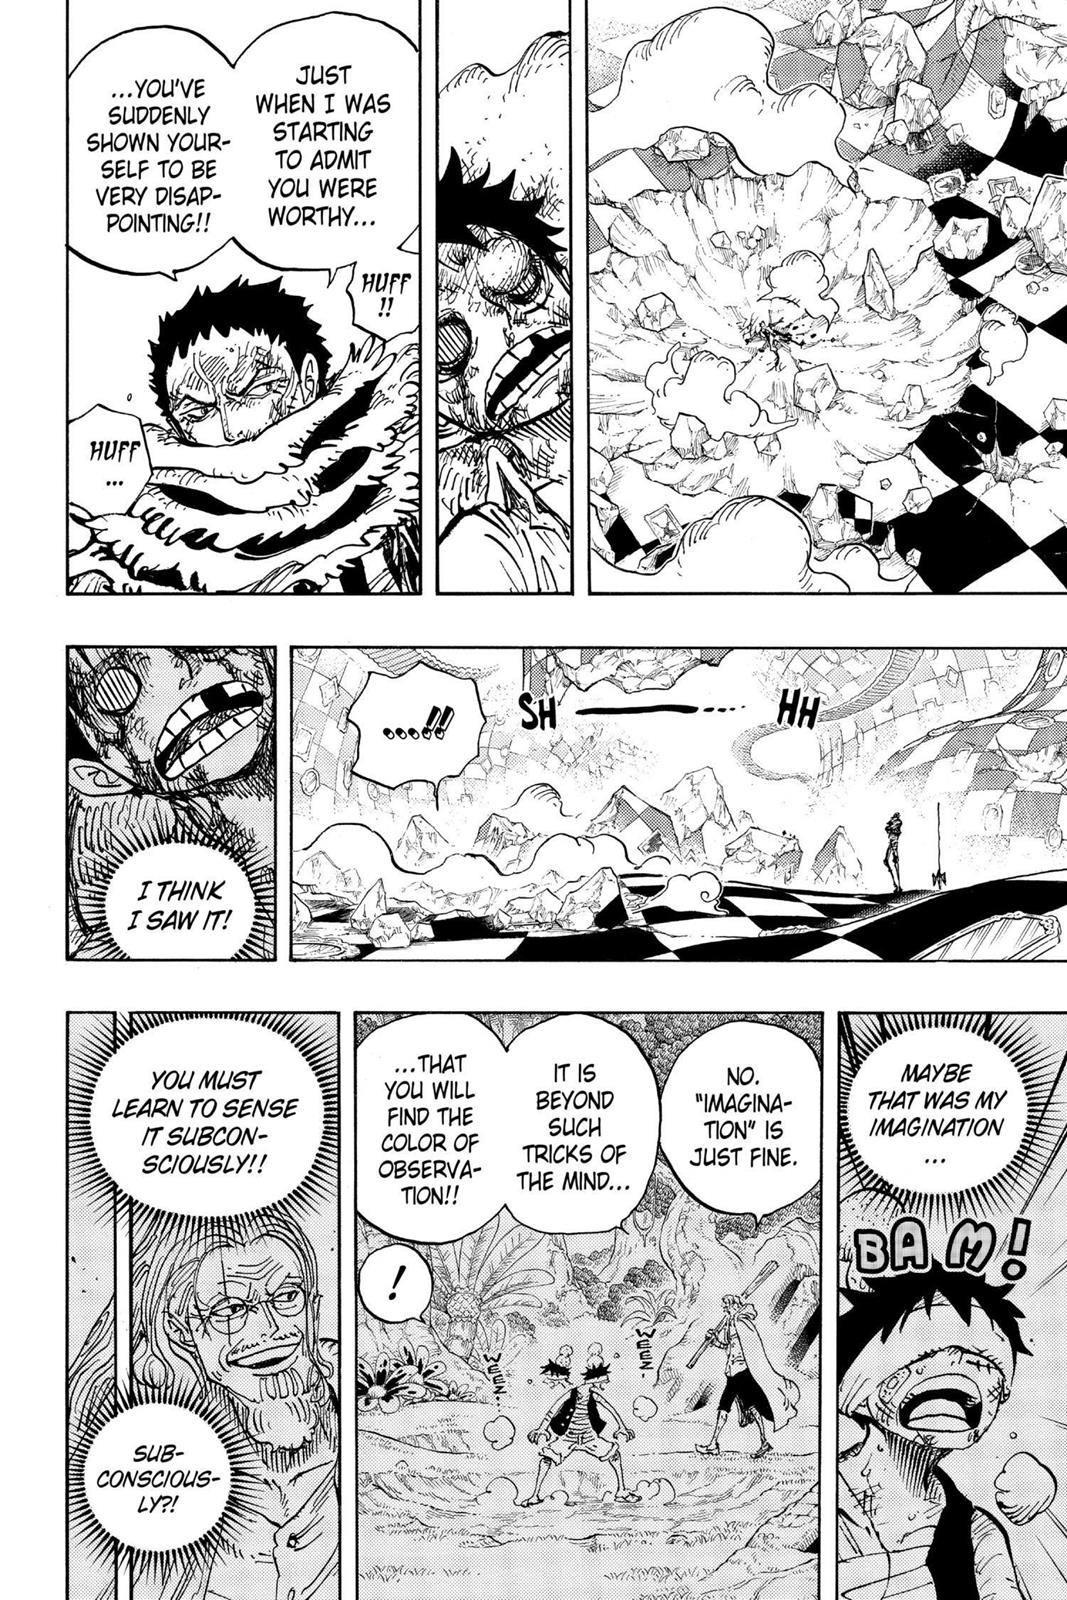 JUST
WHEN I WAS
STARTING
TO ADMIT
YOU WERE
WORTHY...
...YOU'VE
SUDDENLY
SHOWN YOUR-
SELF TO BE
VERY DISAP-
POINTING!!
HUFF
!!
HUFF
...
SH
HH
.....!!
I THINK
I SAW IT!
MAYBE
THAT WAS MY
IMAGINATION
...
BAM!
NO.
"IMAGINA-
TION" IS
JUST FINE.
IT IS
BEYOND
SUCH
TRICKS OF
THE MIND...
...THAT
YOU WILL
FIND THE
COLOR OF
OBSERVA-
TION!!
!
WEEZ
WEEZ..
YOU MUST
LEARN TO SENSE
IT SUBCON-
SCIOUSLY!!
SUB-
CONSCIOUS-
LY?!